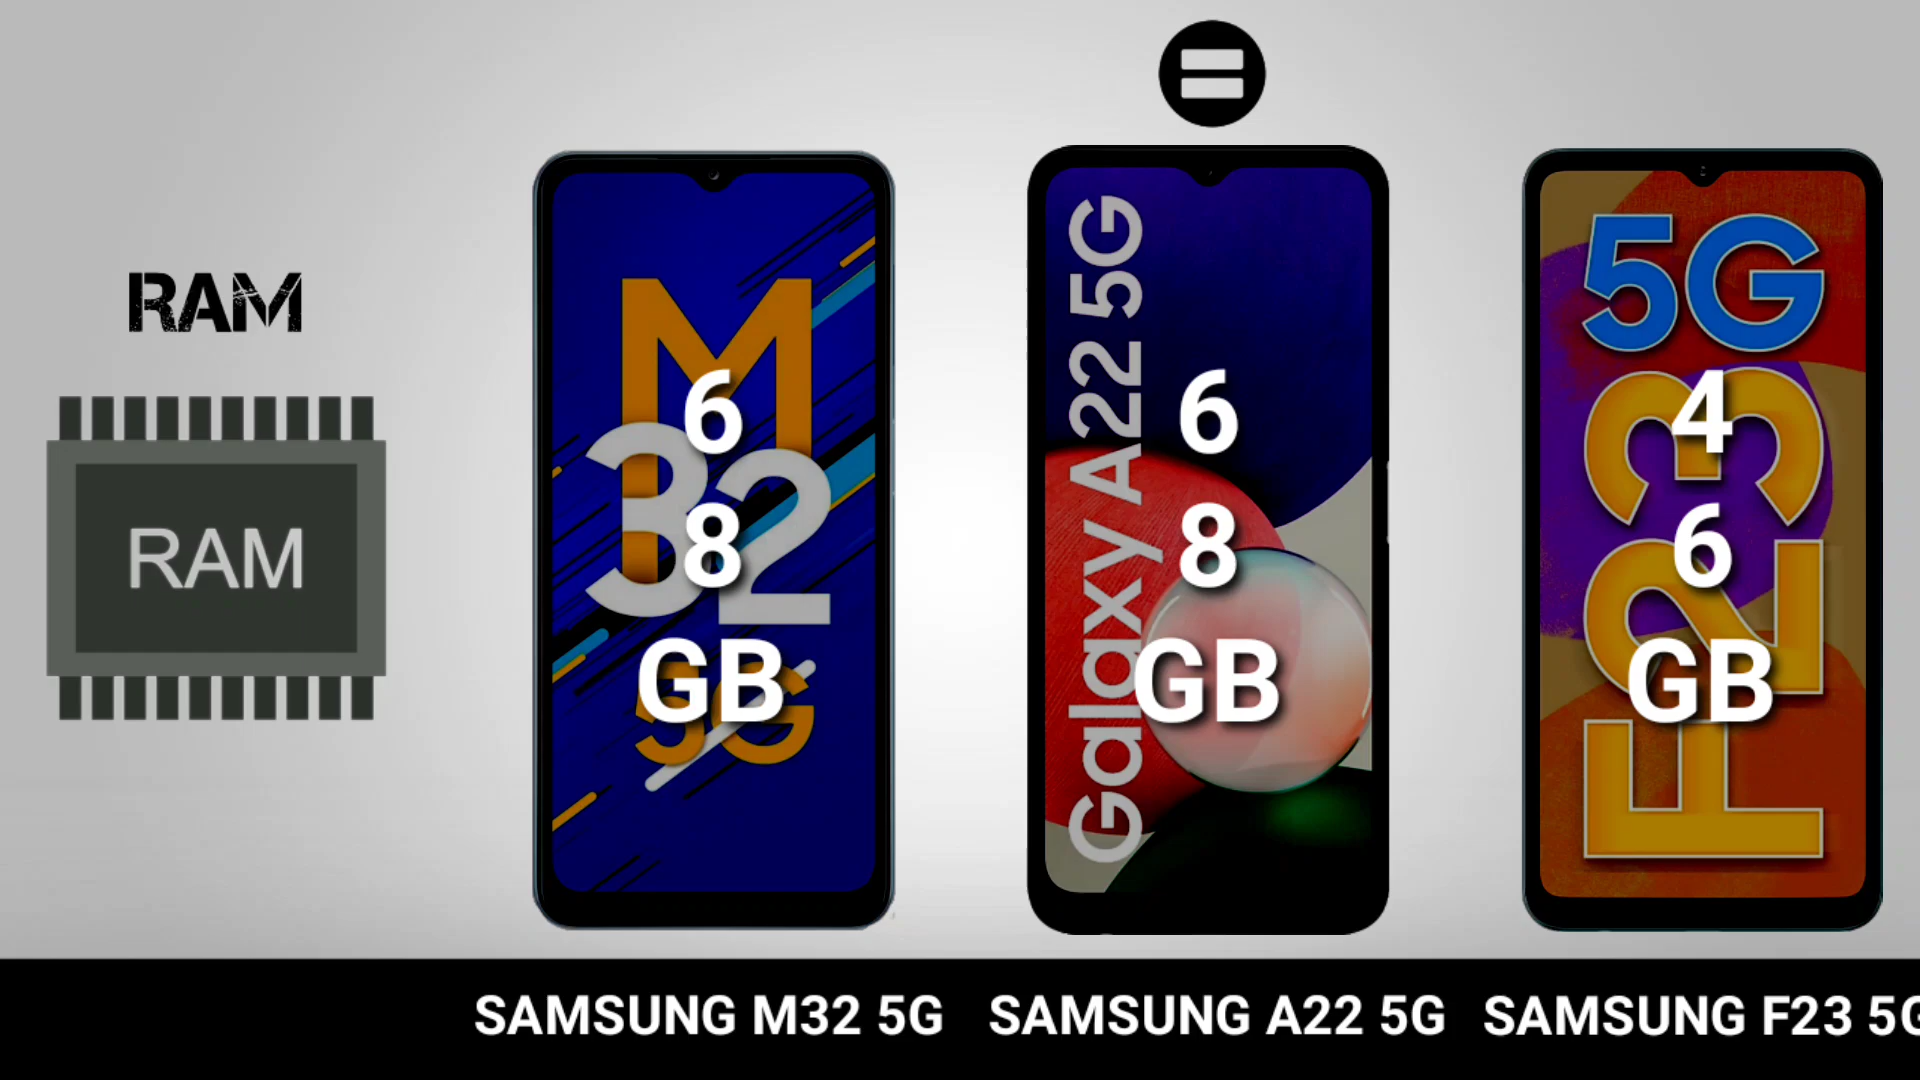 RAM
RAM
M
32
5G
6
8
GB
Galaxy A22 5G
6
8
GB
5G
F23
4
6
GB
SAMSUNG M32 5G
SAMSUNG A22 5G
SAMSUNG F23 5G